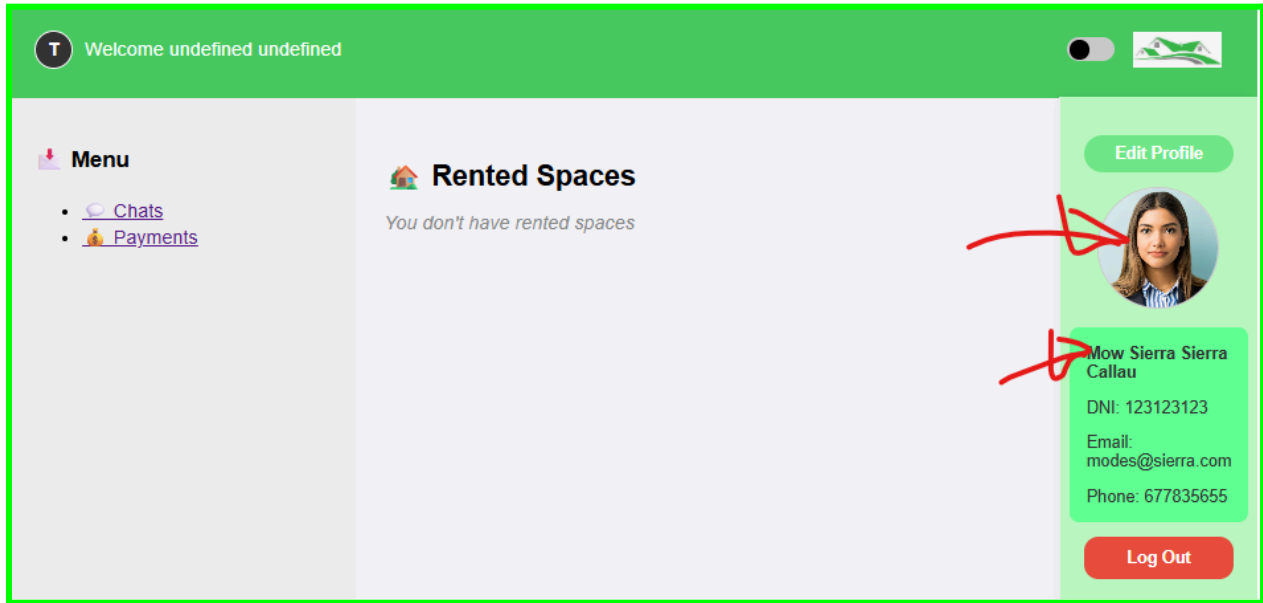 T Welcome undefined undefined
Menu
Chats
Payments
Rented Spaces
You don't have rented spaces
Edit Profile
Mow Sierra Sierra
Callau
DNI: 123123123
Email:
modes@sierra.com
Phone: 677835655
Log Out